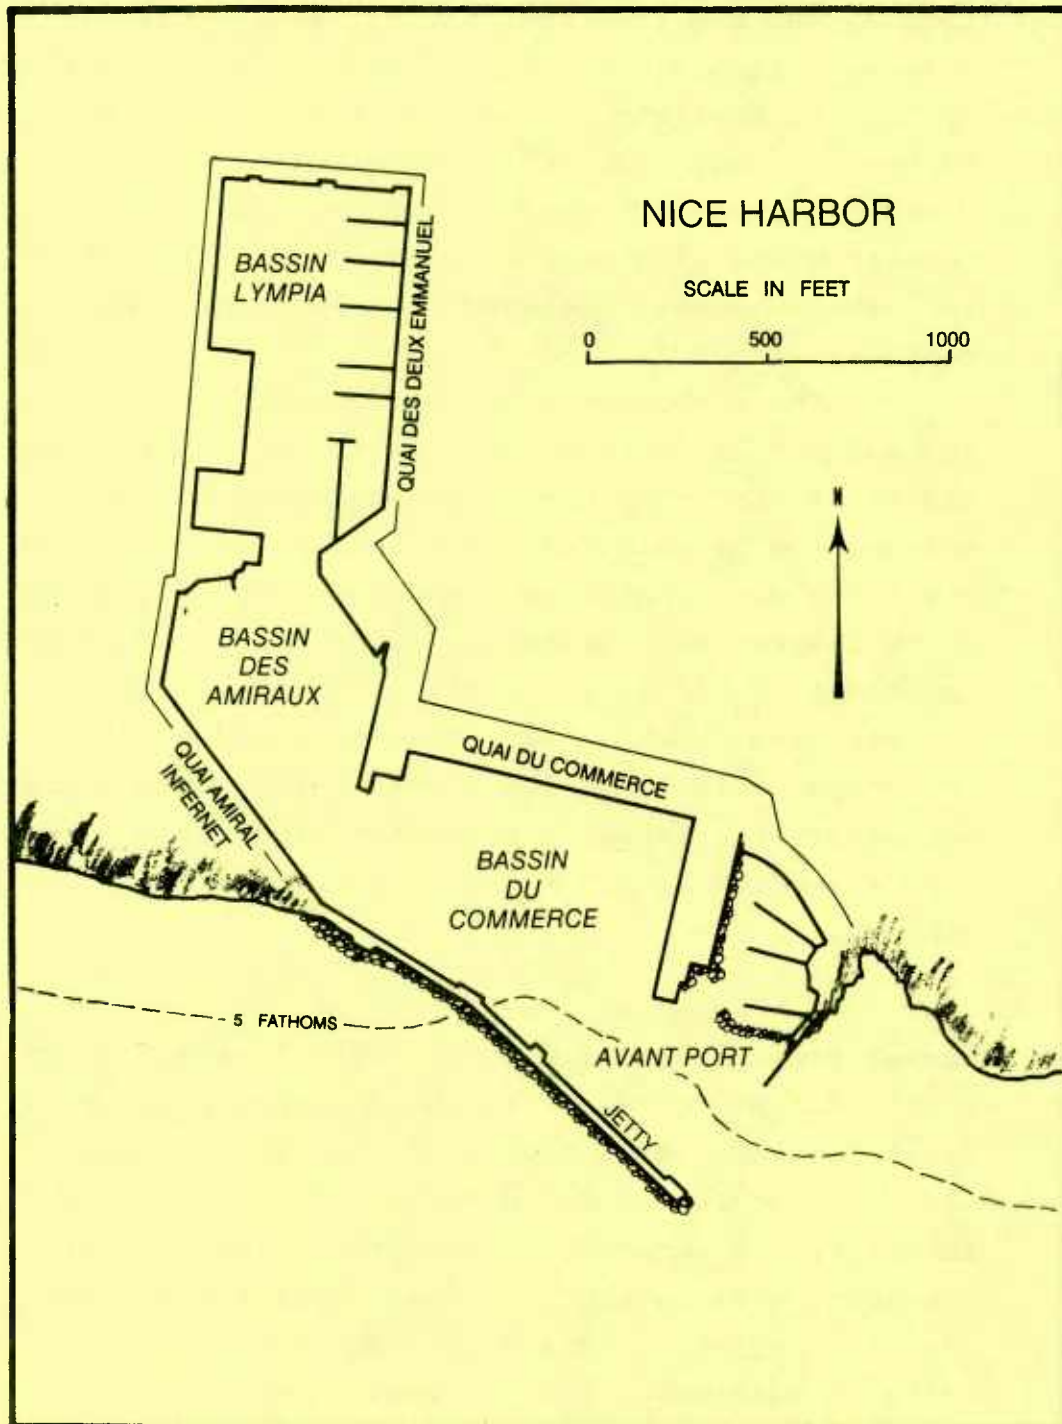 NICE HARBOR
SCALE IN FEET
0 500 1000
N
BASSIN
LYMPIA
QUAI DES DEUX EMMANUEL
BASSIN
DES
AMIRAUX
QUAI AMIRAL
INFERNET
QUAI DU COMMERCE
BASSIN
DU
COMMERCE
5 FATHOMS
AVANT PORT
JETTY